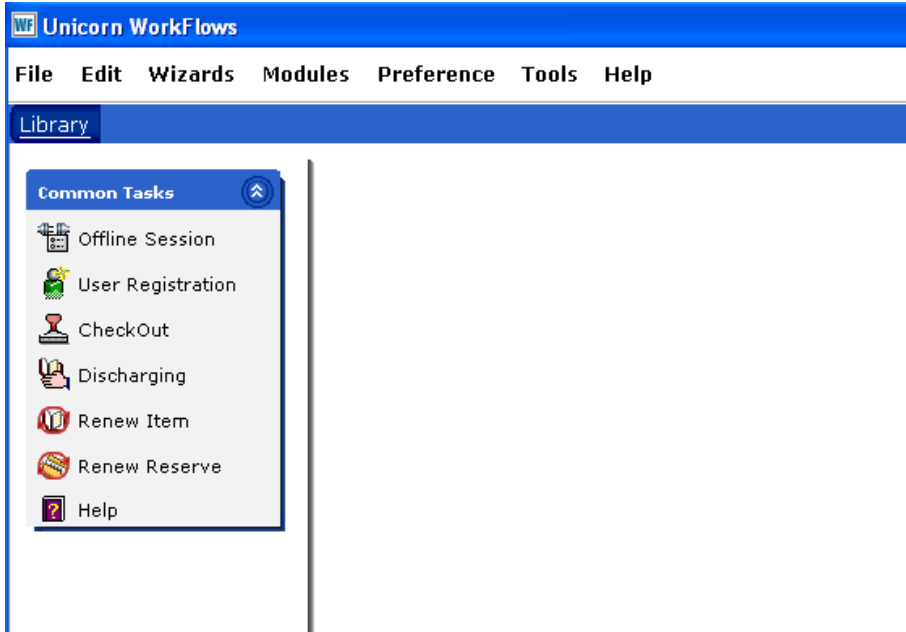 WF Unicorn WorkFlows
File Edit Wizards Modules Preference Tools Help
Library
Common Tasks
Offline Session
User Registration
CheckOut
Discharging
Renew Item
Renew Reserve
? Help